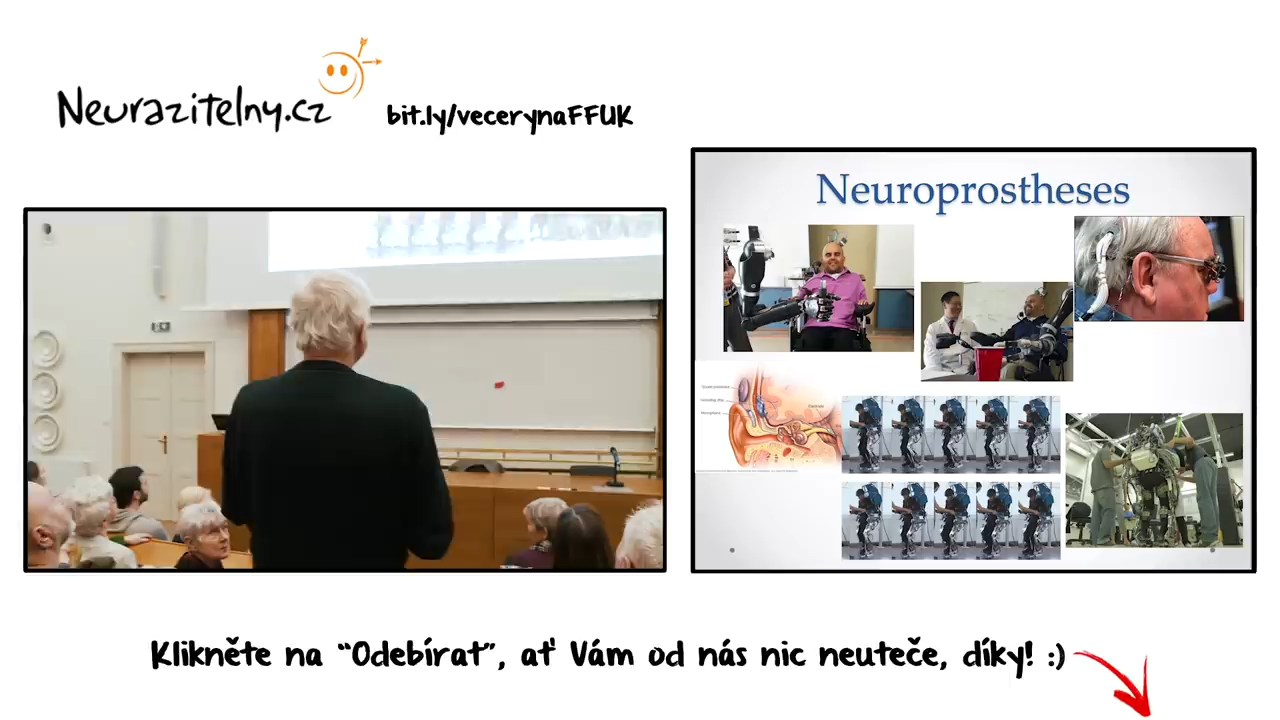 Neurazitelny.cz
bit.ly/vecerynaFFUK
Neuroprostheses
Klikněte na “Odebírat”, ať Vám od nás nic neuteče, díky! :)